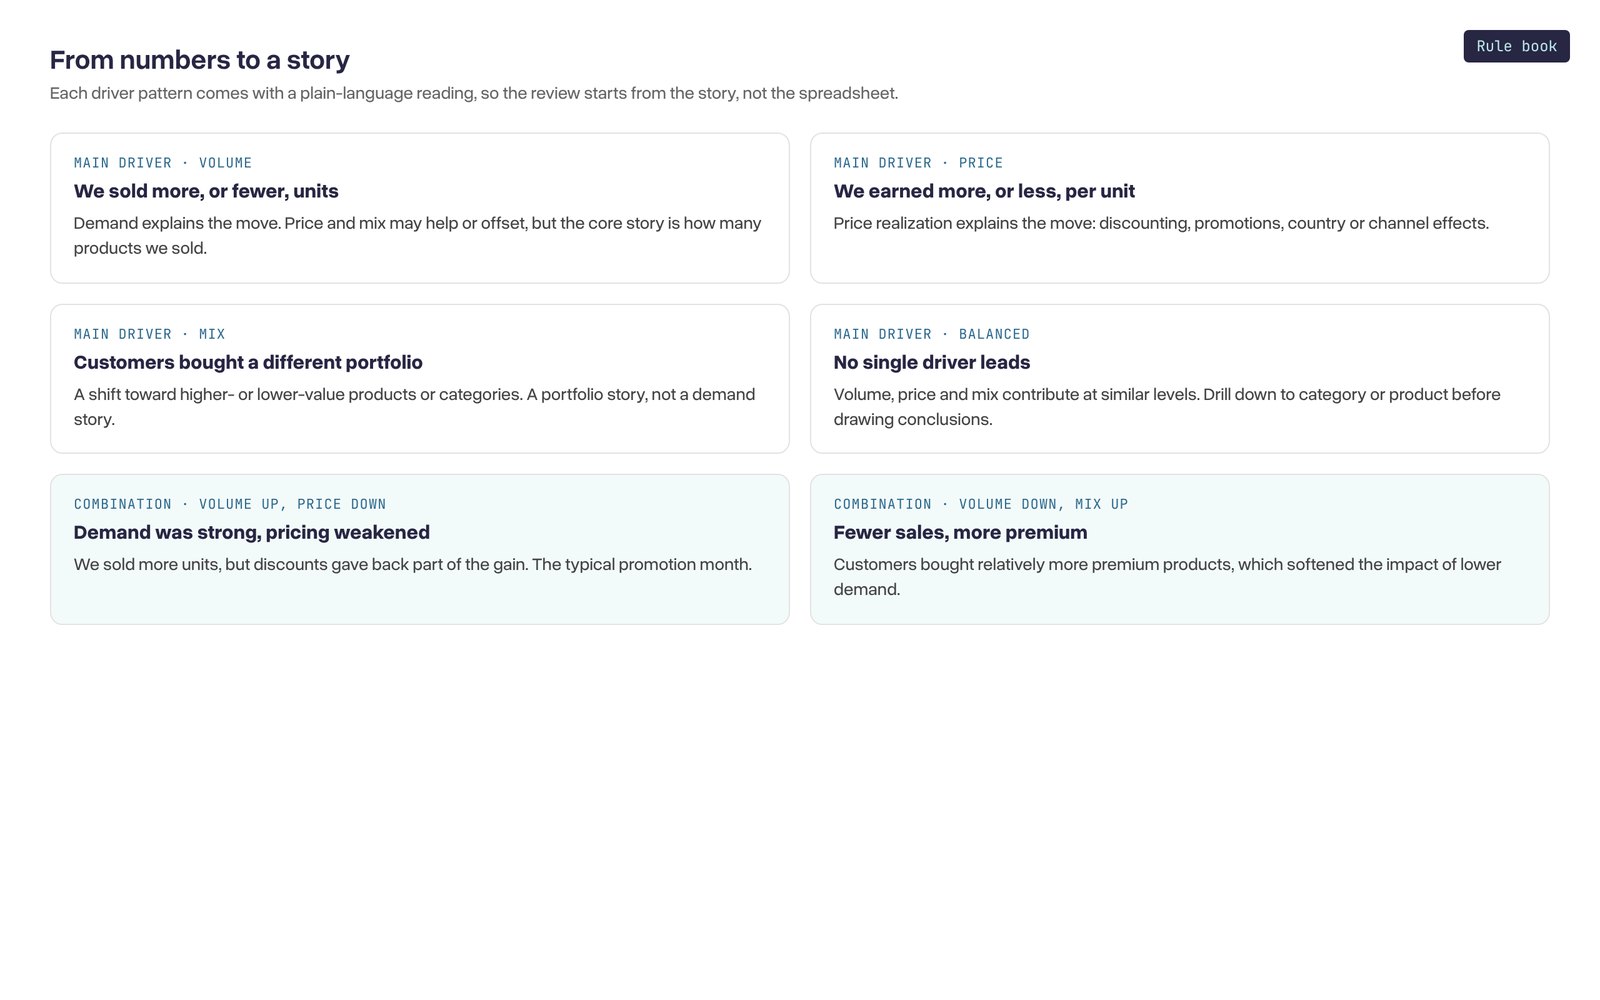 From numbers to a story
Rule book
Each driver pattern comes with a plain-language reading, so the review starts from the story, not the spreadsheet.
MAIN DRIVER · VOLUME
We sold more, or fewer, units
Demand explains the move. Price and mix may help or offset, but the core story is how many
products we sold.
MAIN DRIVER · PRICE
We earned more, or less, per unit
Price realization explains the move: discounting, promotions, country or channel effects.
MAIN DRIVER · MIX
Customers bought a different portfolio
A shift toward higher- or lower-value products or categories. A portfolio story, not a demand
story.
MAIN DRIVER · BALANCED
No single driver leads
Volume, price and mix contribute at similar levels. Drill down to category or product before
drawing conclusions.
COMBINATION · VOLUME UP, PRICE DOWN
Demand was strong, pricing weakened
We sold more units, but discounts gave back part of the gain. The typical promotion month.
COMBINATION · VOLUME DOWN, MIX UP
Fewer sales, more premium
Customers bought relatively more premium products, which softened the impact of lower
demand.